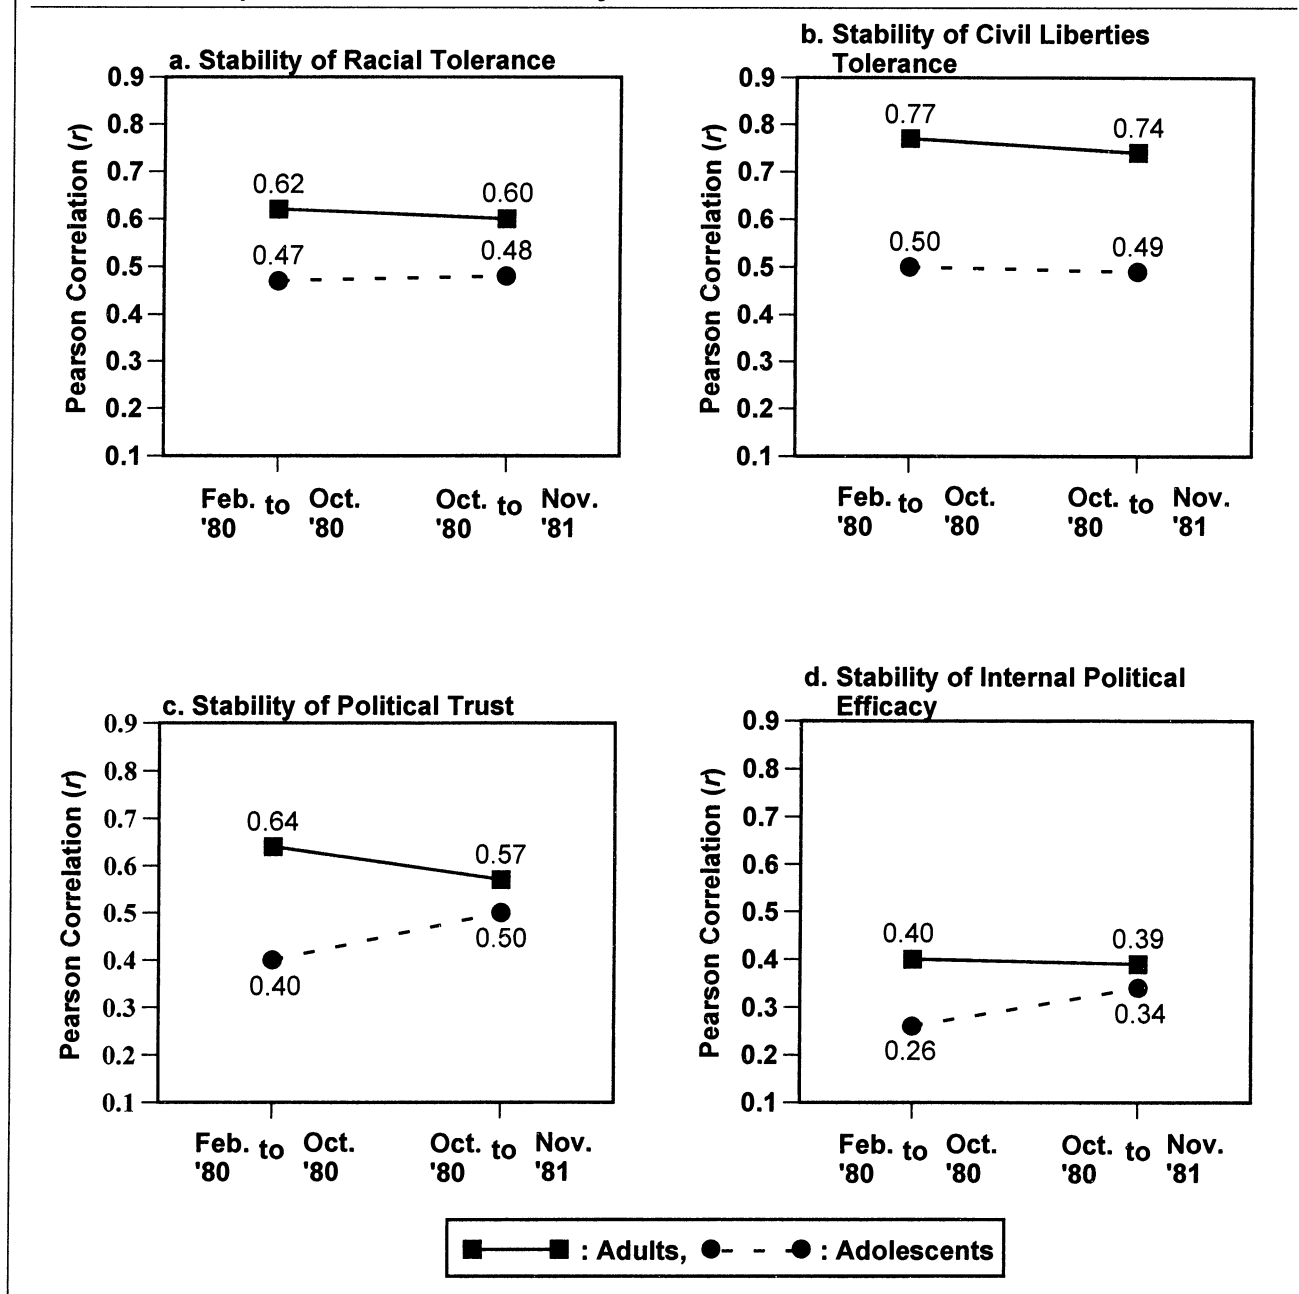 a. Stability of Racial Tolerance
0.9
0.8
0.7
0.6
0.5
0.4
0.3
0.2
0.1
Pearson Correlation (r)
0.62
0.60
0.47
0.48
Feb. '80 to Oct. '80
Oct. '80 to Nov. '81
b. Stability of Civil Liberties
Tolerance
0.9
0.8
0.7
0.6
0.5
0.4
0.3
0.2
0.1
Pearson Correlation (r)
0.77
0.74
0.50
0.49
Feb. '80 to Oct. '80
Oct. '80 to Nov. '81
c. Stability of Political Trust
0.9
0.8
0.7
0.6
0.5
0.4
0.3
0.2
0.1
Pearson Correlation (r)
0.64
0.57
0.40
0.50
Feb. '80 to Oct. '80
Oct. '80 to Nov. '81
d. Stability of Internal Political
Efficacy
0.9
0.8
0.7
0.6
0.5
0.4
0.3
0.2
0.1
Pearson Correlation (r)
0.40
0.39
0.26
0.34
Feb. '80 to Oct. '80
Oct. '80 to Nov. '81
: Adults, : Adolescents